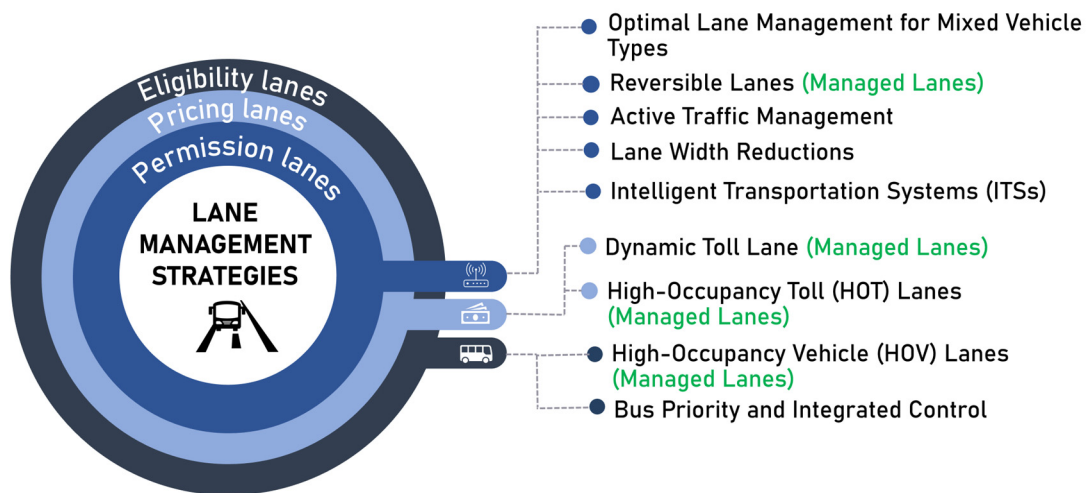 Eligibility lanes
Pricing lanes
Permission lanes
LANE
MANAGEMENT
STRATEGIES
Optimal Lane Management for Mixed Vehicle
Types
Reversible Lanes (Managed Lanes)
Active Traffic Management
Lane Width Reductions
Intelligent Transportation Systems (ITSs)
Dynamic Toll Lane (Managed Lanes)
High-Occupancy Toll (HOT) Lanes
(Managed Lanes)
High-Occupancy Vehicle (HOV) Lanes
(Managed Lanes)
Bus Priority and Integrated Control